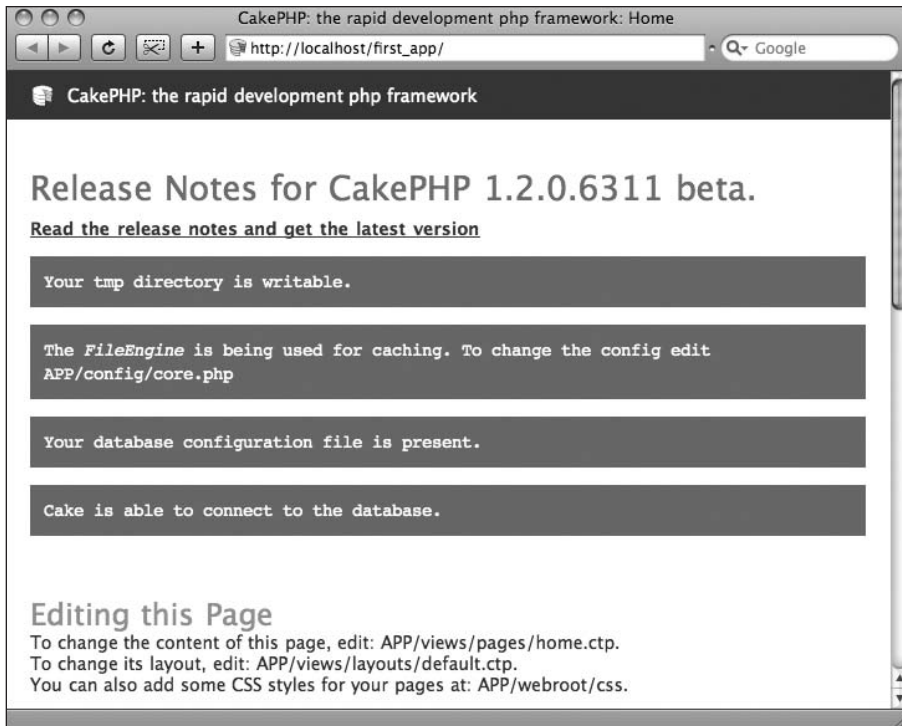 CakePHP: the rapid development php framework: Home
http://localhost/first_app/
Google
CakePHP: the rapid development php framework
Release Notes for CakePHP 1.2.0.6311 beta.
Read the release notes and get the latest version
Your tmp directory is writable.
The FileEngine is being used for caching. To change the config edit
APP/config/core.php
Your database configuration file is present.
Cake is able to connect to the database.
Editing this Page
To change the content of this page, edit: APP/views/pages/home.ctp.
To change its layout, edit: APP/views/layouts/default.ctp.
You can also add some CSS styles for your pages at: APP/webroot/css.